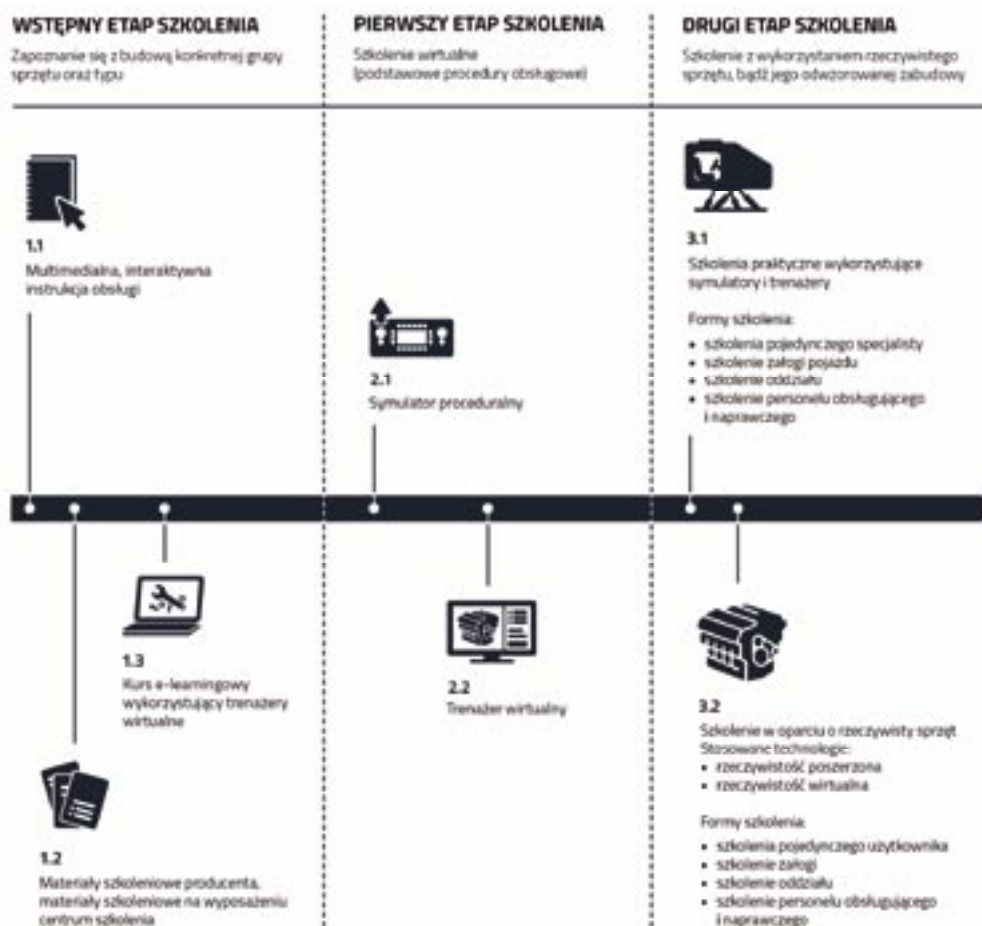 WSTĘPNY ETAP SZKOLENIA
Zapoznanie się z budową konkretnej grupy
sprzętu oraz typu
PIERWSZY ETAP SZKOLENIA
Szkolenie wirtualne
(podstawowe procedury obsługowe)
DRUGI ETAP SZKOLENIA
Szkolenie z wykorzystaniem rzeczywistego
sprzętu, bądź jego odwzorowanej zabudowy
1.1
Multimedialna, interaktywna
instrukcja obsługi
1.3
Kurs e-learningowy
wykorzystujący trenażery
wirtualne
1.2
Materiały szkoleniowe producenta,
materiały szkoleniowe na wyposażeniu
centrum szkolenia
2.1
Symulator proceduralny
2.2
Trenażer wirtualny
3.1
Szkolenia praktyczne wykorzystujące
symulatory i trenażery
Formy szkolenia:
• szkolenia pojedynczego specjalisty
• szkolenie załogi pojazdu
• szkolenie oddziału
• szkolenie personelu obsługującego
i naprawczego
3.2
Szkolenie w oparciu o rzeczywisty sprzęt
Stosowane technologie:
• rzeczywistość poszerzona
• rzeczywistość wirtualna
Formy szkolenia:
• szkolenia pojedynczego użytkownika
• szkolenie załogi
• szkolenie oddziału
• szkolenie personelu obsługującego
i naprawczego